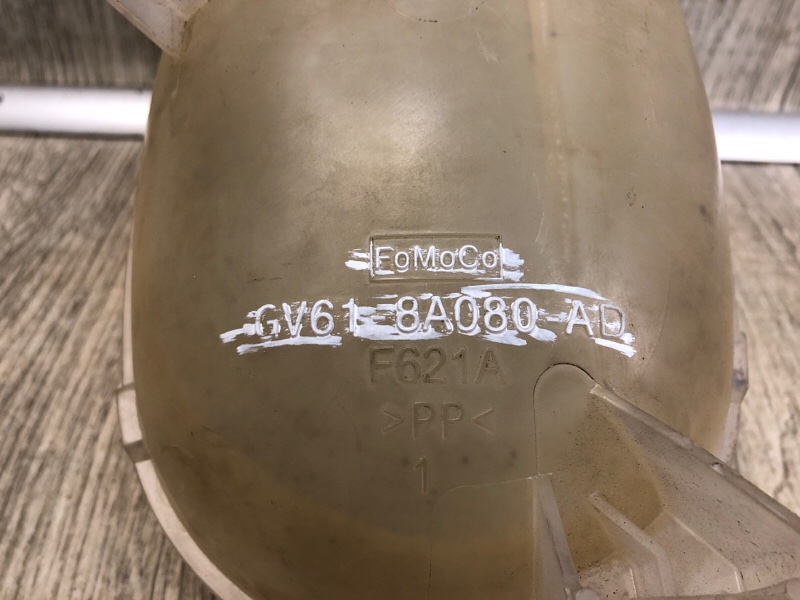 FoMoCo
GV61-8A080-AD
F621A
>PP<
1